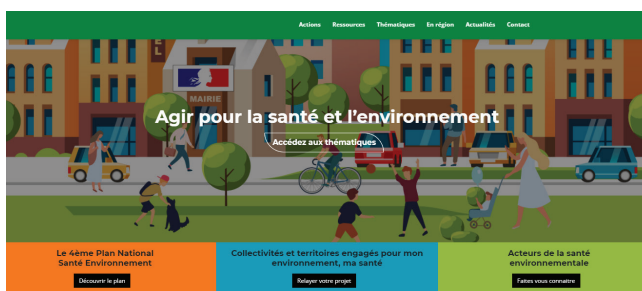 Actions Ressources Thématiques En région Actualités Contact
MAIRIE
Agir pour la santé et l'environnement
Accédez aux thématiques
Le 4ème Plan National
Santé Environnement
Découvrir le plan
Collectivités et territoires engagés pour mon
environnement, ma santé
Relayer votre projet
Acteurs de la santé
environnementale
Faites vous connaitre